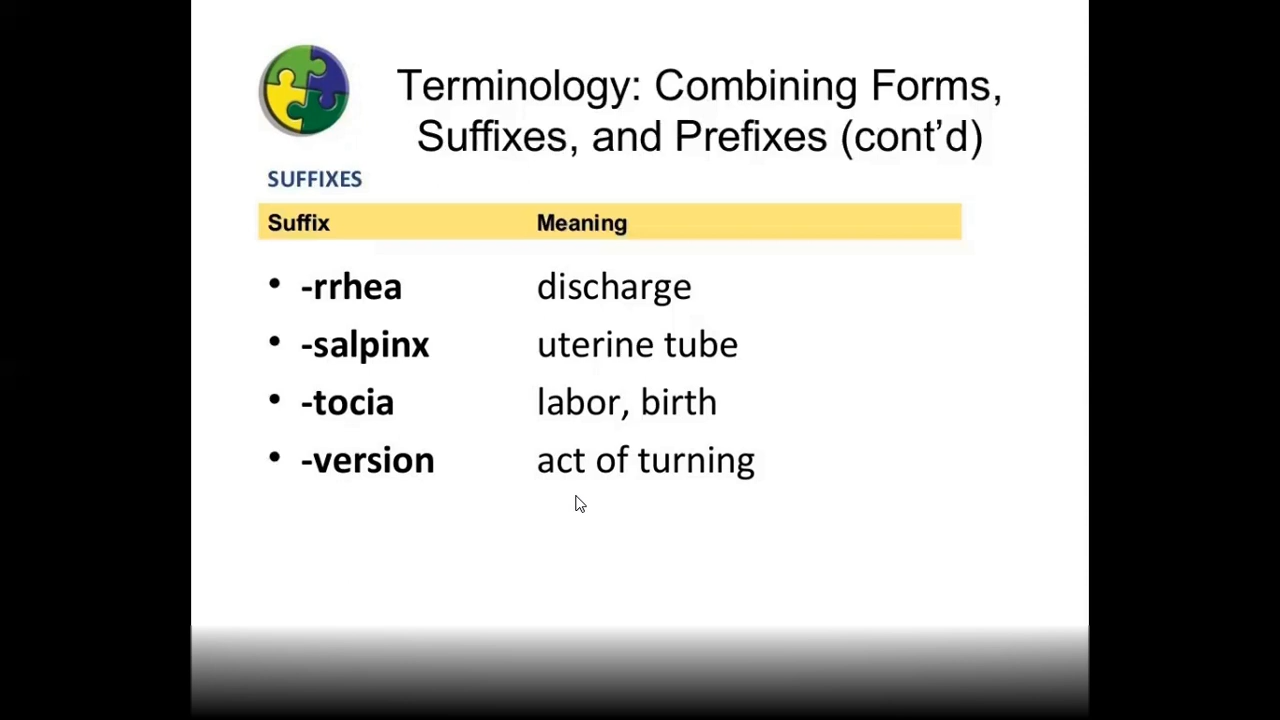 Terminology: Combining Forms,
Suffixes, and Prefixes (cont’d)
SUFFIXES
Suffix Meaning
• -rrhea discharge
• -salpinx uterine tube
• -tocia labor, birth
• -version act of turning